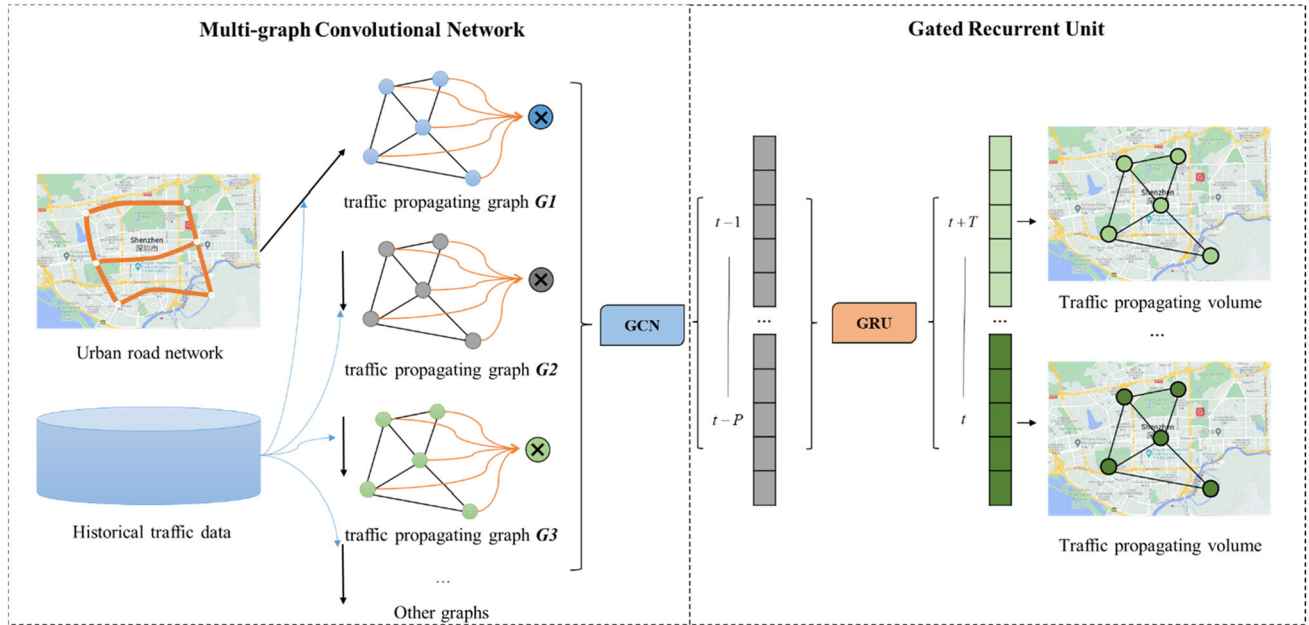 Multi-graph Convolutional Network
Gated Recurrent Unit
traffic propagating graph G1
Shenzhen
深圳市
Urban road network
traffic propagating graph G2
Historical traffic data
traffic propagating graph G3
...
Other graphs
GCN
t−1
...
t−P
GRU
t+T
...
t
Shenzhen
Traffic propagating volume
...
Shenzhen
Traffic propagating volume